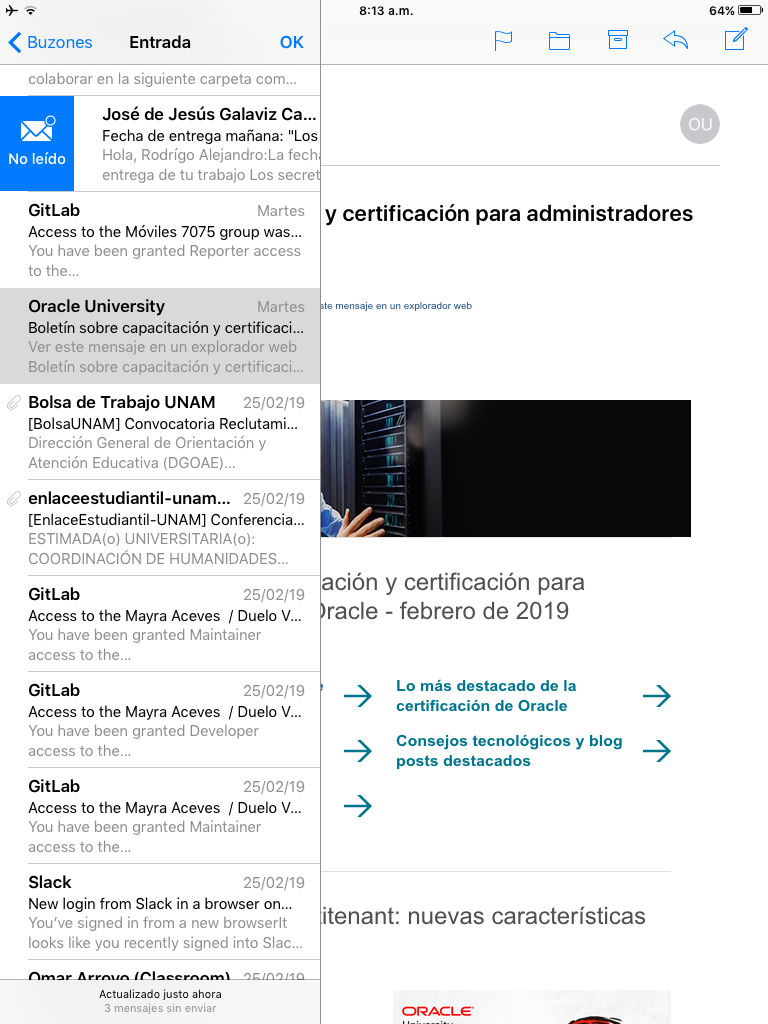 8:13 a.m.
64%
Buzones
Entrada
OK
colaborar en la siguiente carpeta com...
No leído
José de Jesús Galaviz Ca...
Fecha de entrega mañana: "Los
Hola, Rodrígo Alejandro:La fecha
entrega de tu trabajo Los secret
GitLab
Martes
Access to the Móviles 7075 group was...
You have been granted Reporter access
to the...
Oracle University
Martes
Boletín sobre capacitación y certificaci...
Ver este mensaje en un explorador web
Boletín sobre capacitación y certificaci...
Bolsa de Trabajo UNAM
25/02/19
[BolsaUNAM] Convocatoria Reclutami...
Dirección General de Orientación y
Atención Educativa (DGOAE)...
enlaceestudiantil-unam...
25/02/19
[EnlaceEstudiantil-UNAM] Conferencia...
ESTIMADA(o) UNIVERSITARIA(o):
COORDINACIÓN DE HUMANIDADES...
GitLab
25/02/19
Access to the Mayra Aceves / Duelo V...
You have been granted Maintainer
access to the...
GitLab
25/02/19
Access to the Mayra Aceves / Duelo V...
You have been granted Developer
access to the...
GitLab
25/02/19
Access to the Mayra Aceves / Duelo V...
You have been granted Maintainer
access to the...
Slack
25/02/19
New login from Slack in a browser on...
You've signed in from a new browserIt
looks like you recently signed into Slac...
Omar Arroyo (Classroom)
25/02/19
Actualizado justo ahora
3 mensajes sin enviar
OU
y certificación para administradores
ste mensaje en un explorador web
ación y certificación para
Oracle - febrero de 2019
Lo más destacado de la
certificación de Oracle
Consejos tecnológicos y blog
posts destacados
titenant: nuevas características
ORACLE
University